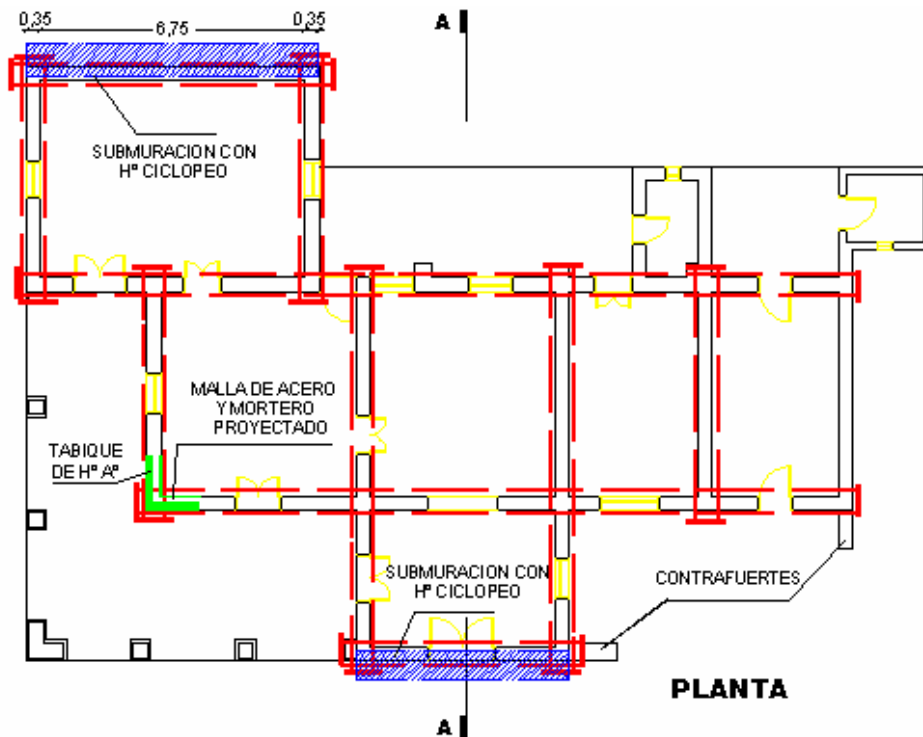 0,35
6,75
0,35
A
SUBMURACION CON
Hº CICLOPEO
MALLA DE ACERO
Y MORTERO
PROYECTADO
TABIQUE
DE Hº Aº
SUBMURACION CON
Hº CICLOPEO
CONTRAFUERTES
PLANTA
A